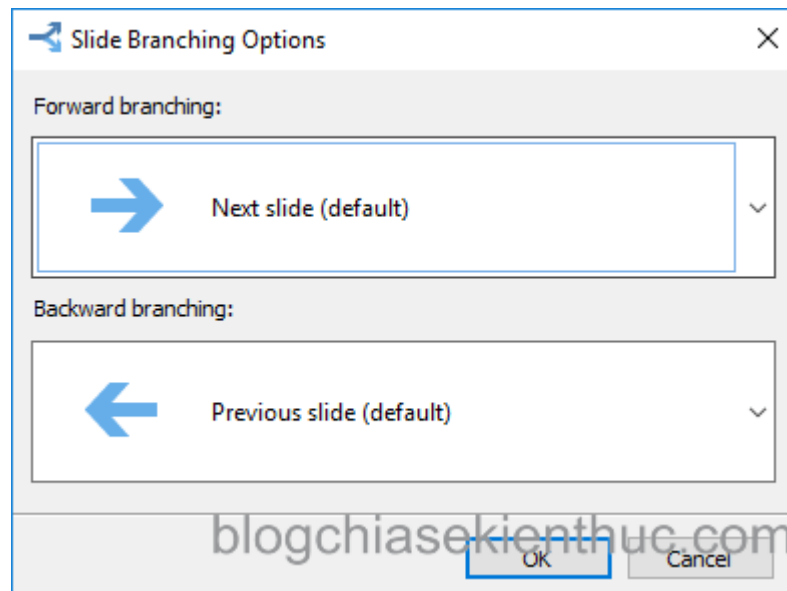 Slide Branching Options
Forward branching:
Next slide (default)
Backward branching:
Previous slide (default)
blogchiasekienthuc.com
OK
Cancel